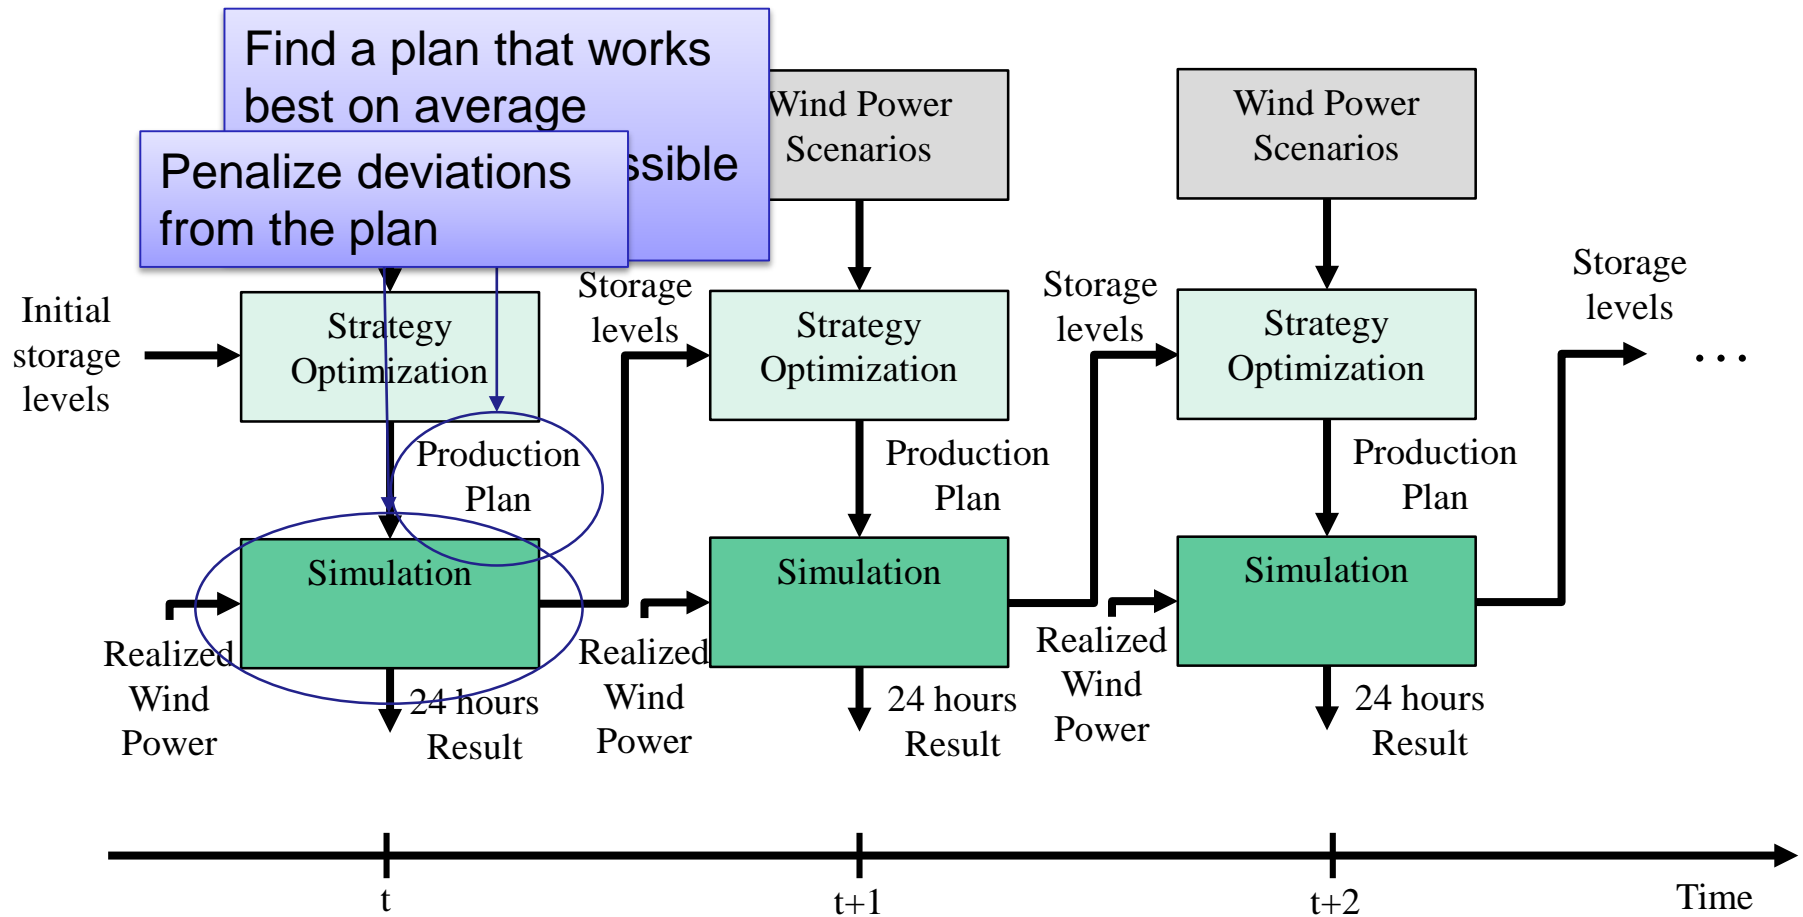 Find a plan that works
best on average
ssible
Penalize deviations
from the plan
Wind Power
Scenarios
Wind Power
Scenarios
Initial
storage
levels
Strategy
Optimization
Storage
levels
Strategy
Optimization
Storage
levels
Strategy
Optimization
Storage
levels
...
Production
Plan
Production
Plan
Production
Plan
Simulation
Simulation
Simulation
Realized
Wind
Power
24 hours
Result
Realized
Wind
Power
24 hours
Result
Realized
Wind
Power
24 hours
Result
t
t+1
t+2
Time